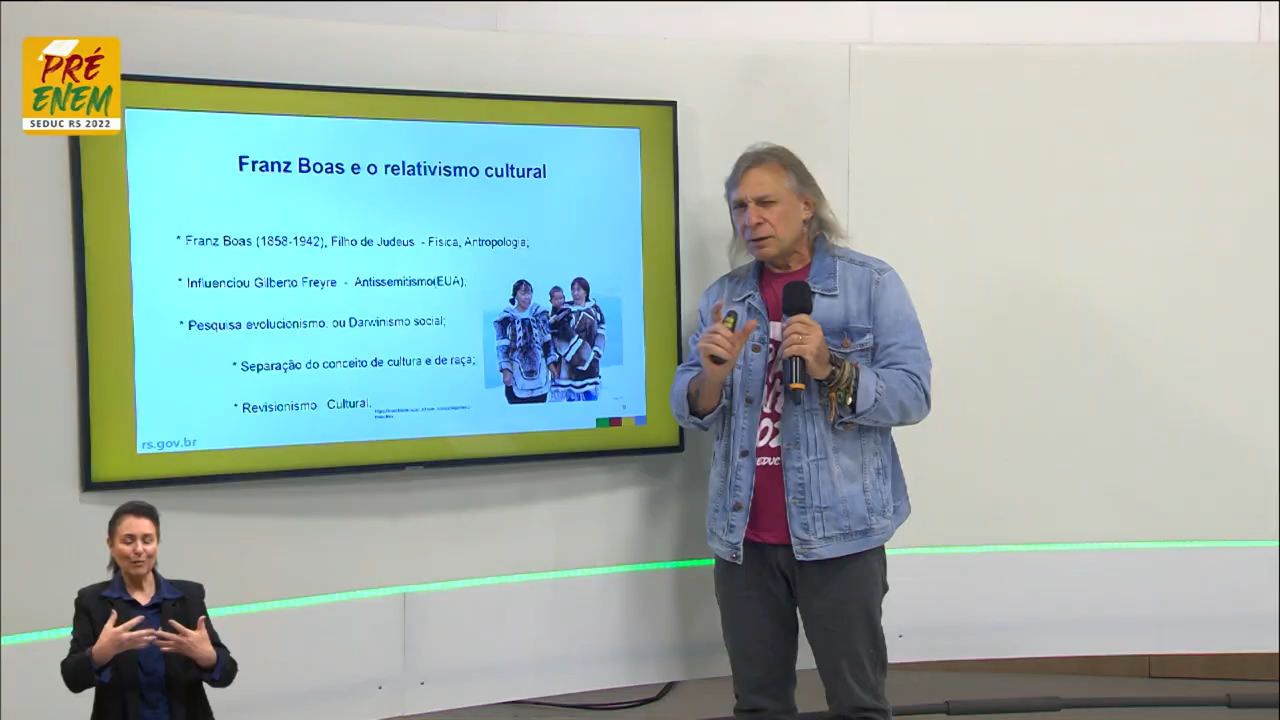 PRÉ
ENEM
SEDUC RS 2022
Franz Boas e o relativismo cultural
* Franz Boas (1858-1942), Filho de Judeus - Física, Antropologia;
* Influenciou Gilberto Freyre - Antissemitismo(EUA),
* Pesquisa evolucionismo, ou Darwinismo social;
* Separação do conceito de cultura e de raça;
* Revisionismo Cultural.
rs.gov.br
SEDUC